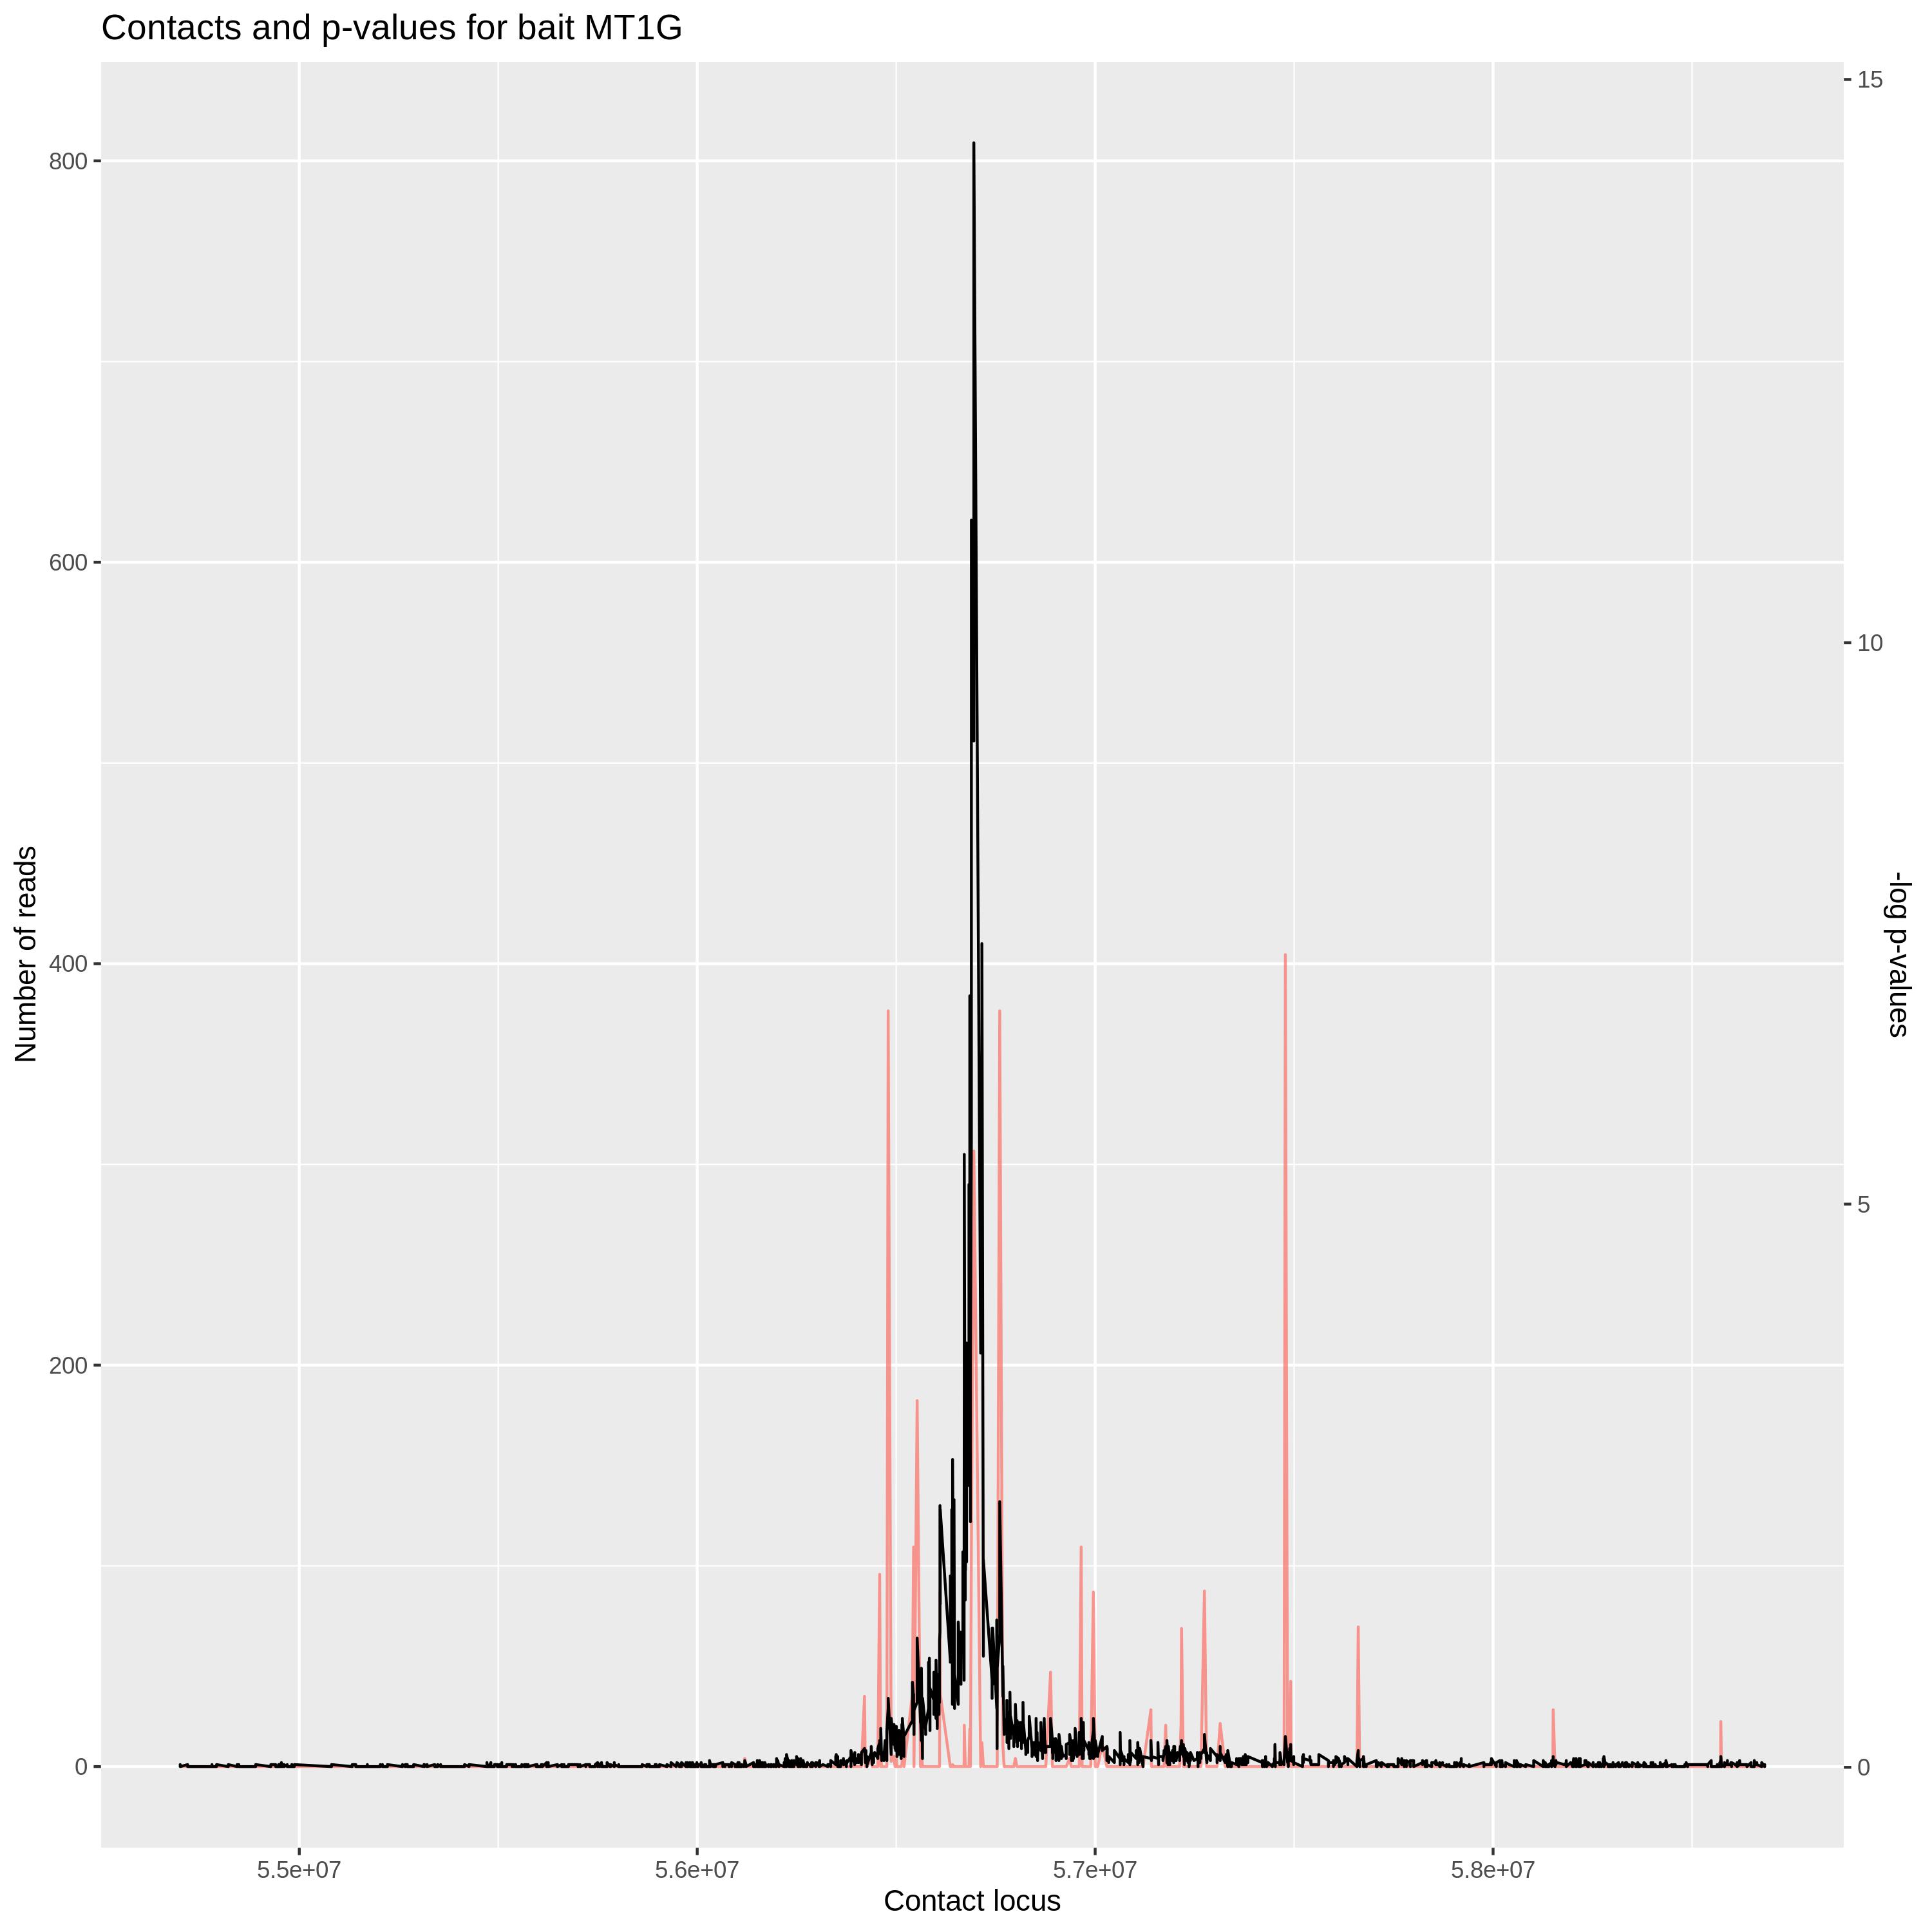 Contacts and p-values for bait MT1G
15
800
600
10
Number of reads
-log p-values
400
5
200
0
0
5.5e+07
5.6e+07
5.7e+07
5.8e+07
Contact locus